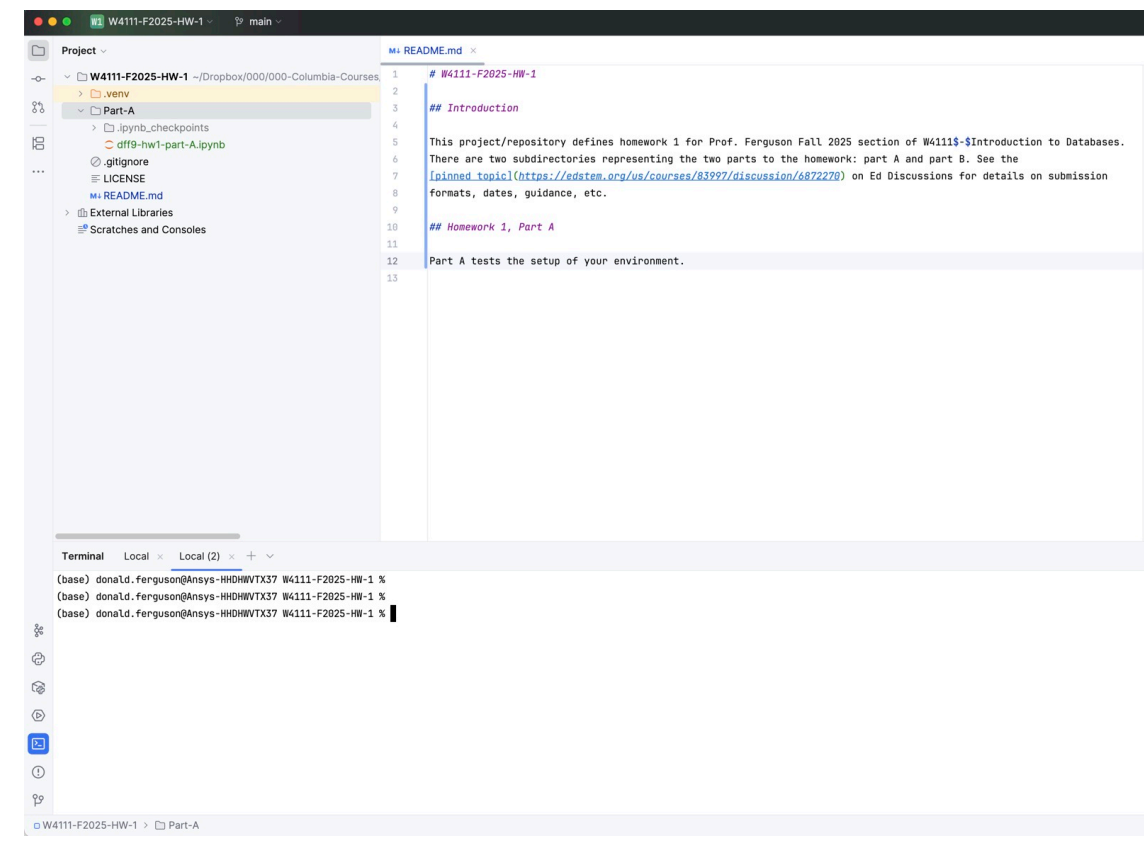 W1 W4111-F2025-HW-1 main
Project
W4111-F2025-HW-1 ~/Dropbox/000/000-Columbia-Courses
.venv
Part-A
.ipynb_checkpoints
dff9-hw1-part-A.ipynb
.gitignore
LICENSE
M↓ README.md
External Libraries
Scratches and Consoles
M↓ README.md ×
1 # W4111-F2025-HW-1
2
3 ## Introduction
4
5 This project/repository defines homework 1 for Prof. Ferguson Fall 2025 section of W4111$-$Introduction to Databases.
6 There are two subdirectories representing the two parts to the homework: part A and part B. See the
7 [pinned topic](https://edstem.org/us/courses/83997/discussion/6872270) on Ed Discussions for details on submission
8 formats, dates, guidance, etc.
9
10 ## Homework 1, Part A
11
12 Part A tests the setup of your environment.
13
Terminal Local × Local (2) × +
(base) donald.ferguson@Ansys-HHDHWVTX37 W4111-F2025-HW-1 %
(base) donald.ferguson@Ansys-HHDHWVTX37 W4111-F2025-HW-1 %
(base) donald.ferguson@Ansys-HHDHWVTX37 W4111-F2025-HW-1 %
W4111-F2025-HW-1 > Part-A